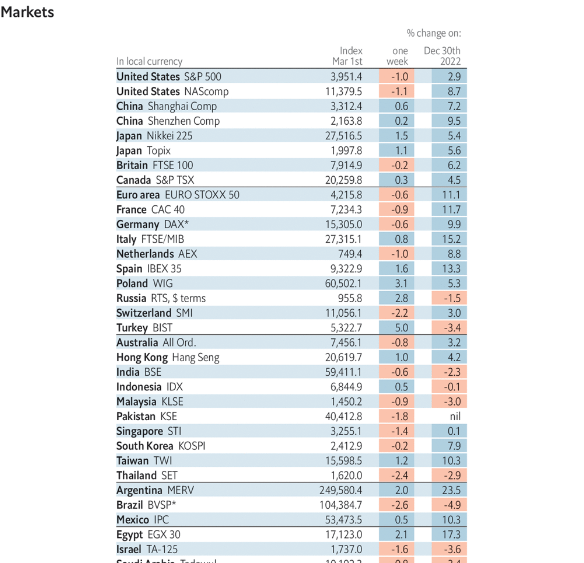 Markets
% change on:
Index one Dec 30th
In local currency Mar 1st week 2022
United States S&P 500 3,951.4 -1.0 2.9
United States NAScomp 11,379.5 -1.1 8.7
China Shanghai Comp 3,312.4 0.6 7.2
China Shenzhen Comp 2,163.8 0.2 9.5
Japan Nikkei 225 27,516.5 1.5 5.4
Japan Topix 1,997.8 1.1 5.6
Britain FTSE 100 7,914.9 -0.2 6.2
Canada S&P TSX 20,259.8 0.3 4.5
Euro area EURO STOXX 50 4,215.8 -0.6 11.1
France CAC 40 7,234.3 -0.9 11.7
Germany DAX* 15,305.0 -0.6 9.9
Italy FTSE/MIB 27,315.1 0.8 15.2
Netherlands AEX 749.4 -1.0 8.8
Spain IBEX 35 9,322.9 1.6 13.3
Poland WIG 60,502.1 3.1 5.3
Russia RTS, $ terms 955.8 2.8 -1.5
Switzerland SMI 11,056.1 -2.2 3.0
Turkey BIST 5,322.7 5.0 -3.4
Australia All Ord. 7,456.1 -0.8 3.2
Hong Kong Hang Seng 20,619.7 1.0 4.2
India BSE 59,411.1 -0.6 -2.3
Indonesia IDX 6,844.9 0.5 -0.1
Malaysia KLSE 1,450.2 -0.9 -3.0
Pakistan KSE 40,412.8 -1.8 nil
Singapore STI 3,255.1 -1.4 0.1
South Korea KOSPI 2,412.9 -0.2 7.9
Taiwan TWI 15,598.5 1.2 10.3
Thailand SET 1,620.0 -2.4 -2.9
Argentina MERV 249,580.4 2.0 23.5
Brazil BVSP* 104,384.7 -2.6 -4.9
Mexico IPC 53,473.5 0.5 10.3
Egypt EGX 30 17,123.0 2.1 17.3
Israel TA-125 1,737.0 -1.6 -3.6